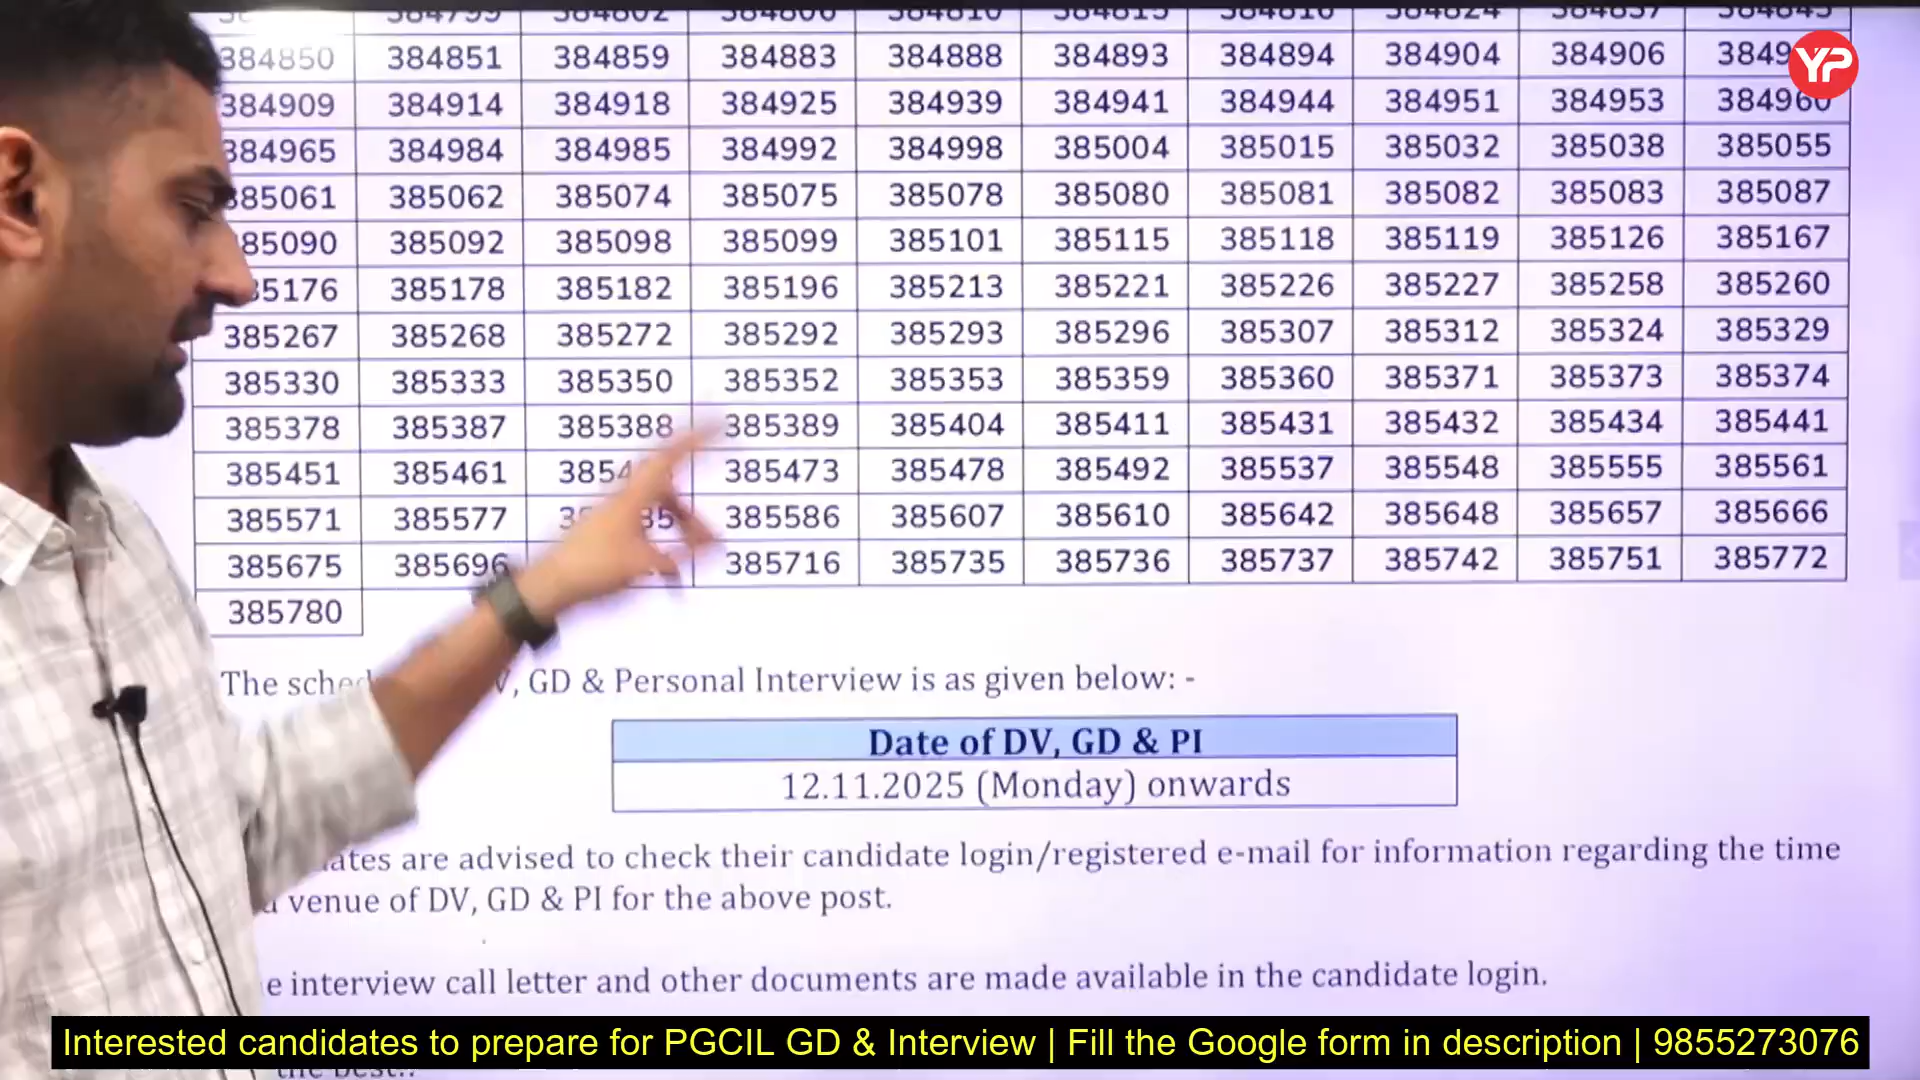 384850 384851 384859 384883 384888 384893 384894 384904 384906 3849
YP
384909 384914 384918 384925 384939 384941 384944 384951 384953 384960
384965 384984 384985 384992 384998 385004 385015 385032 385038 385055
85061 385062 385074 385075 385078 385080 385081 385082 385083 385087
85090 385092 385098 385099 385101 385115 385118 385119 385126 385167
5176 385178 385182 385196 385213 385221 385226 385227 385258 385260
385267 385268 385272 385292 385293 385296 385307 385312 385324 385329
385330 385333 385350 385352 385353 385359 385360 385371 385373 385374
385378 385387 385388 385389 385404 385411 385431 385432 385434 385441
385451 385461 3854 385473 385478 385492 385537 385548 385555 385561
385571 385577 385586 385607 385610 385642 385648 385657 385666
385675 385696 385716 385735 385736 385737 385742 385751 385772
385780
The , GD & Personal Interview is as given below: -
Date of DV, GD & PI
12.11.2025 (Monday) onwards
are advised to check their candidate login/registered e-mail for information regarding the time
venue of DV, GD & PI for the above post.
interview call letter and other documents are made available in the candidate login.
Interested candidates to prepare for PGCIL GD & Interview | Fill the Google form in description | 9855273076